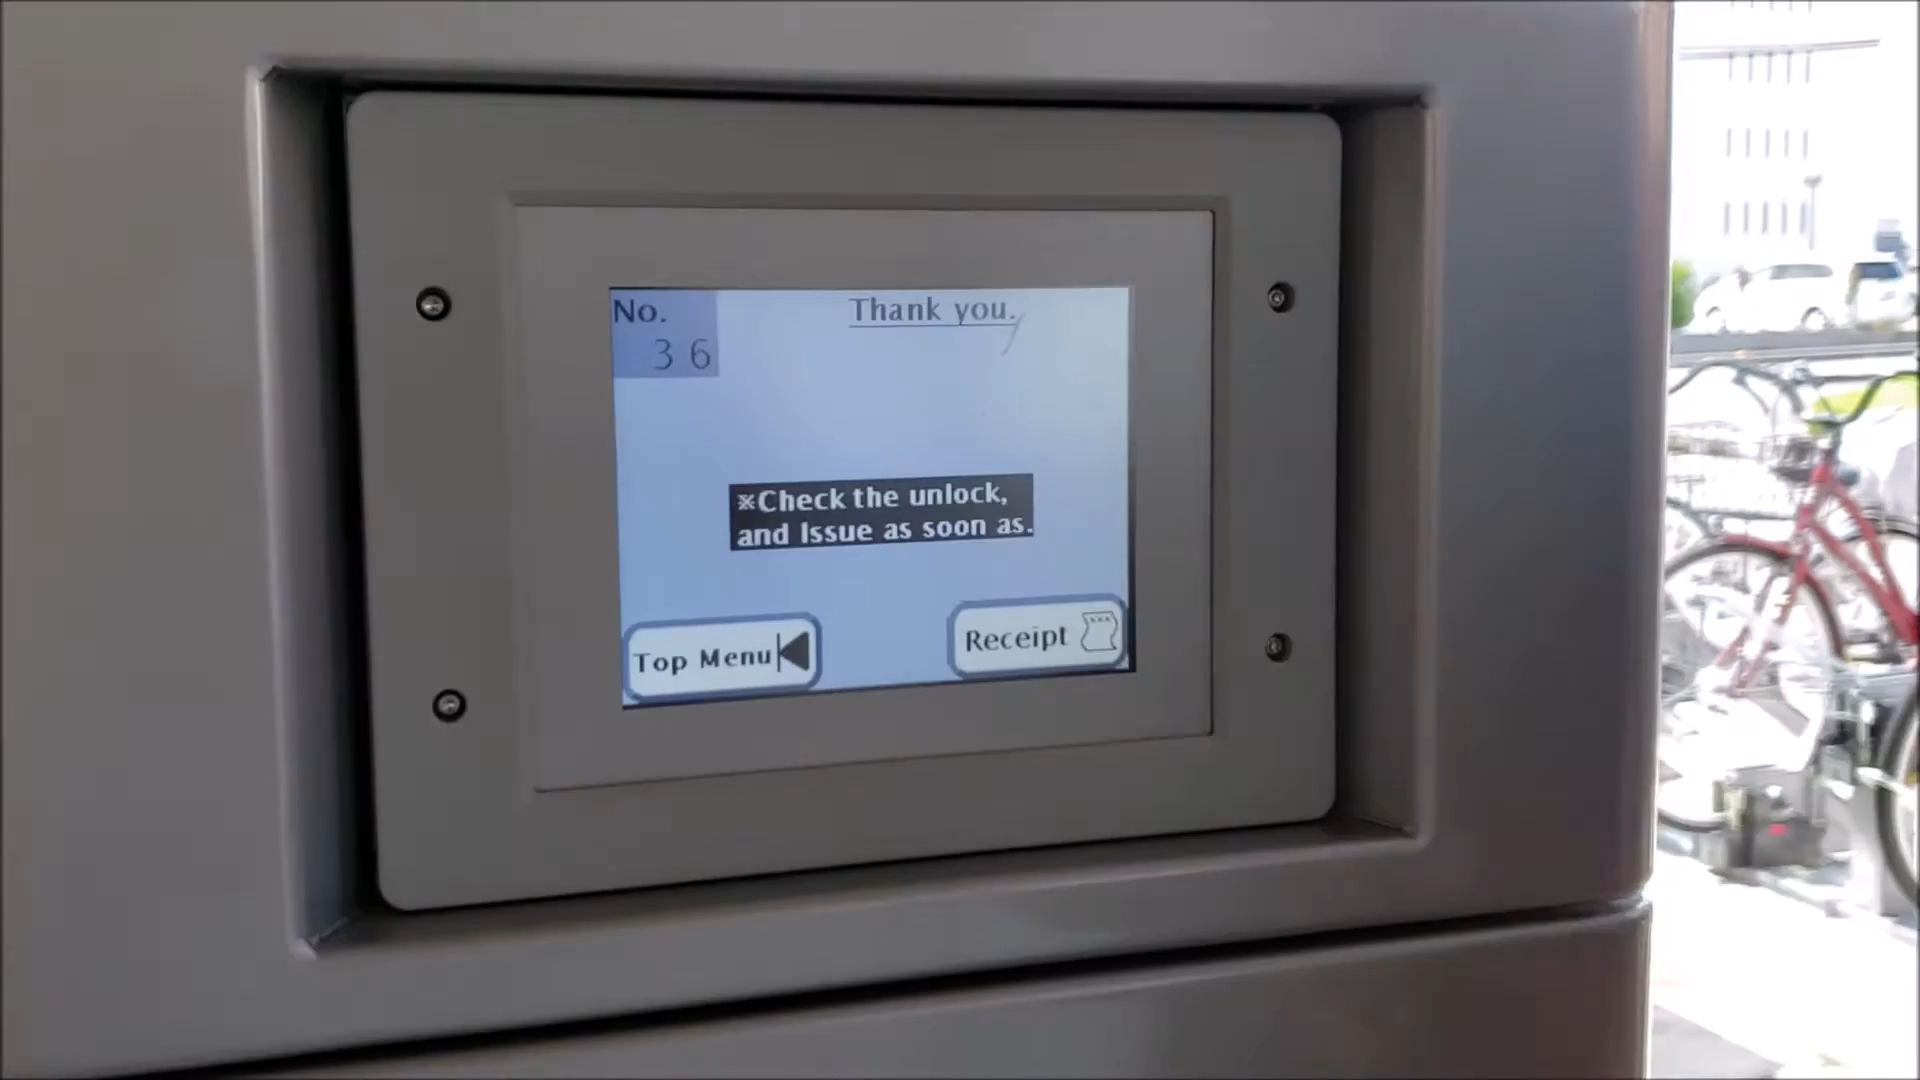 No.
36
Thank you.
※Check the unlock,
and Issue as soon as.
Top Menu
Receipt